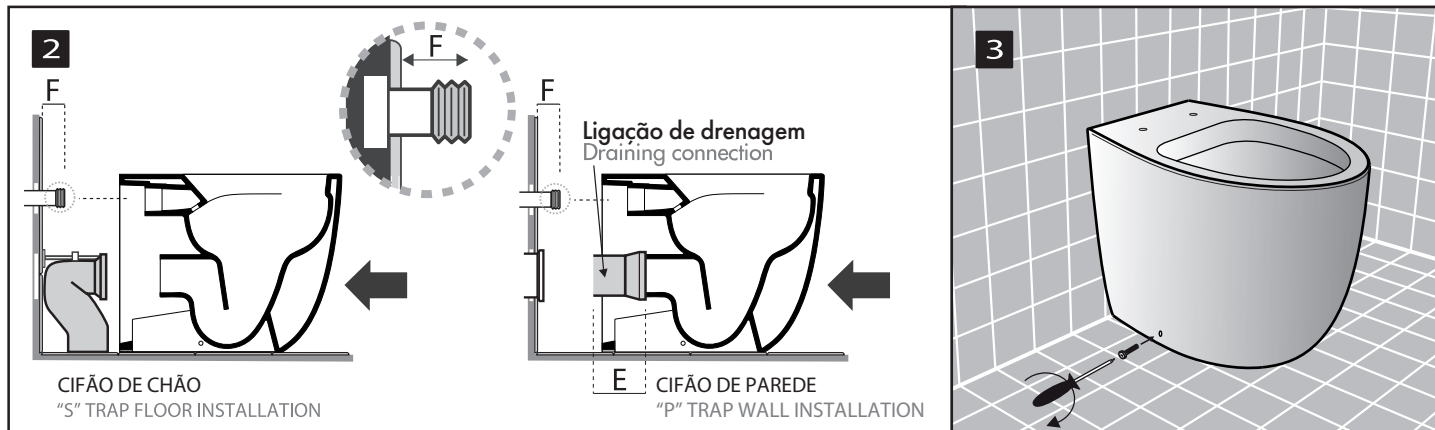 2
F
F
F
Ligação de drenagem
Draining connection
E
CIFÃO DE CHÃO
"S" TRAP FLOOR INSTALLATION
CIFÃO DE PAREDE
"P" TRAP WALL INSTALLATION
3